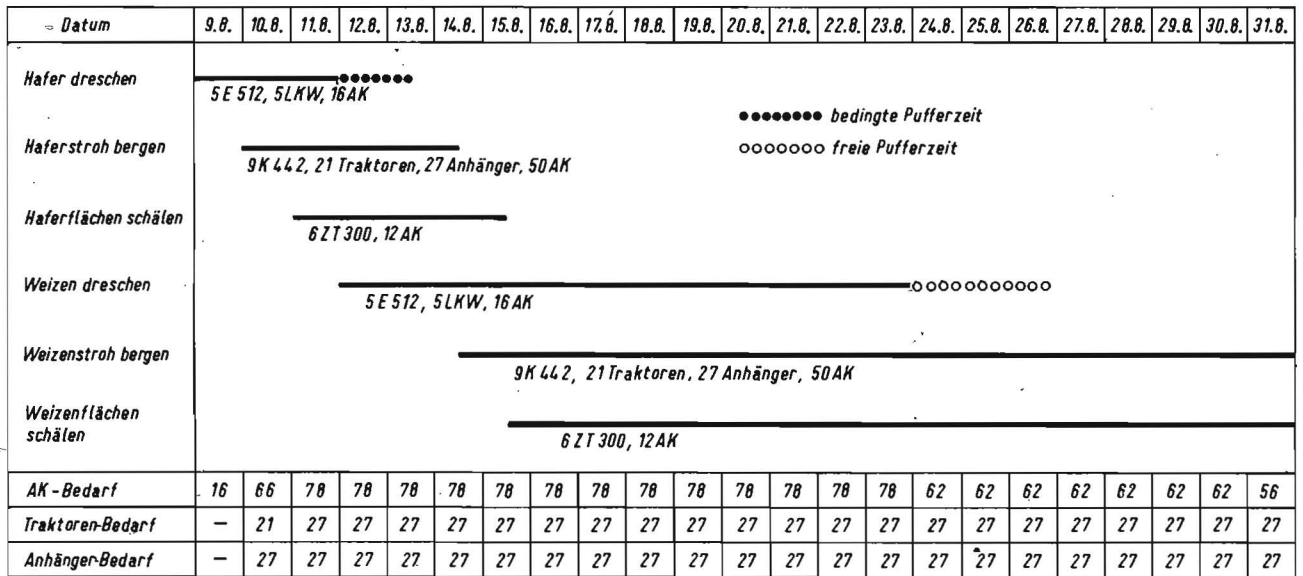 Datum 9.8. 10.8. 11.8. 12.8. 13.8. 14.8. 15.8. 16.8. 17.8. 18.8. 19.8. 20.8. 21.8. 22.8. 23.8. 24.8. 25.8. 26.8. 27.8. 28.8. 29.8. 30.8. 31.8.
Hafer dreschen
5 E 512, 5 LKW, 16 AK
bedingte Pufferzeit
freie Pufferzeit
Haferstroh bergen
9 K 442, 21 Traktoren, 27 Anhänger, 50 AK
Haferflächen schälen
6 ZT 300, 12 AK
Weizen dreschen
5 E 512, 5 LKW, 16 AK
Weizenstroh bergen
9 K 442, 21 Traktoren, 27 Anhänger, 50 AK
Weizenflächen
schälen
6 ZT 300, 12 AK
AK-Bedarf 16 66 78 78 78 78 78 78 78 78 78 78 78 78 78 62 62 62 62 62 62 62 56
Traktoren-Bedarf – 21 27 27 27 27 27 27 27 27 27 27 27 27 27 27 27 27 27 27 27 27 27
Anhänger-Bedarf – 27 27 27 27 27 27 27 27 27 27 27 27 27 27 27 27 27 27 27 27 27 27